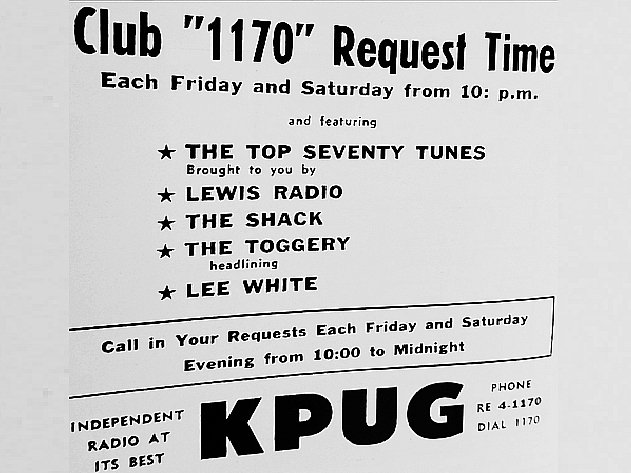 Club "1170" Request Time
Each Friday and Saturday from 10: p.m.
and featuring
★ THE TOP SEVENTY TUNES
Brought to you by
★ LEWIS RADIO
★ THE SHACK
★ THE TOGGERY
headlining
★ LEE WHITE
Call in Your Requests Each Friday and Saturday
Evening from 10:00 to Midnight
INDEPENDENT
RADIO AT
ITS BEST
KPUG
PHONE
RE 4-1170
DIAL 1170